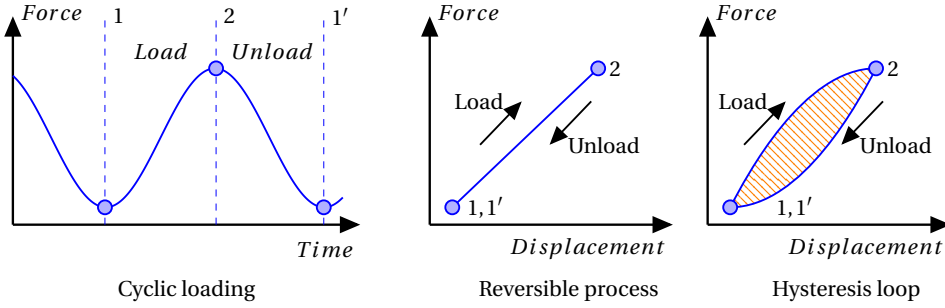 Force
1
2
1′
Load
Unload
Time
Cyclic loading
Force
2
Load
Unload
1, 1′
Displacement
Reversible process
Force
2
Load
Unload
1, 1′
Displacement
Hysteresis loop